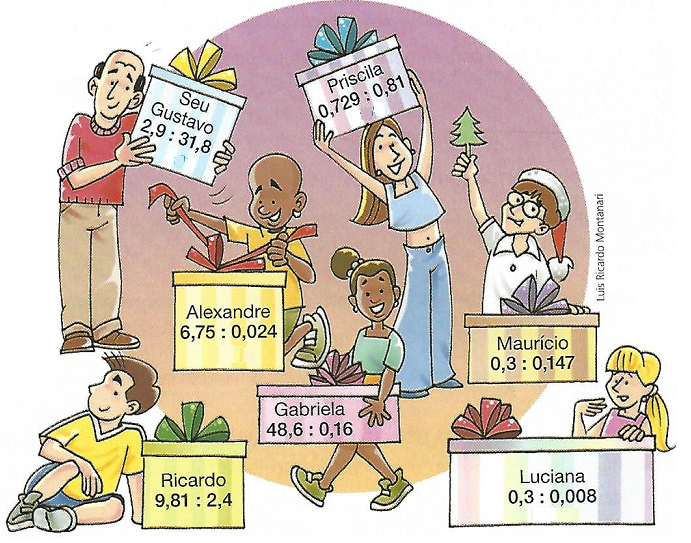 Seu
Gustavo
2,9 : 31,8
Priscila
0,729 : 0,81
Alexandre
6,75 : 0,024
Maurício
0,3 : 0,147
Gabriela
48,6 : 0,16
Ricardo
9,81 : 2,4
Luciana
0,3 : 0,008
Luis Ricardo Montanari